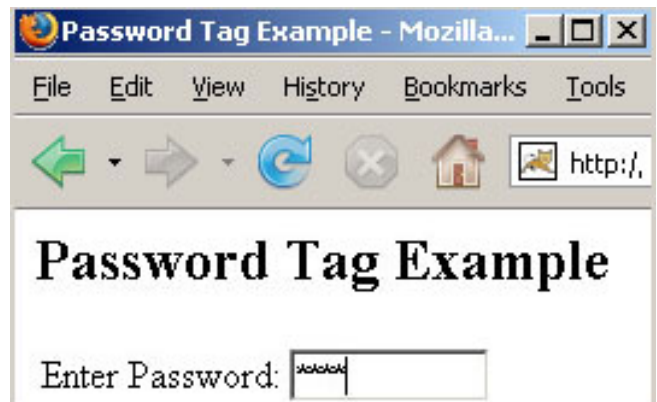 Password Tag Example - Mozilla...
File Edit View History Bookmarks Tools
http:/,
Password Tag Example
Enter Password: *****